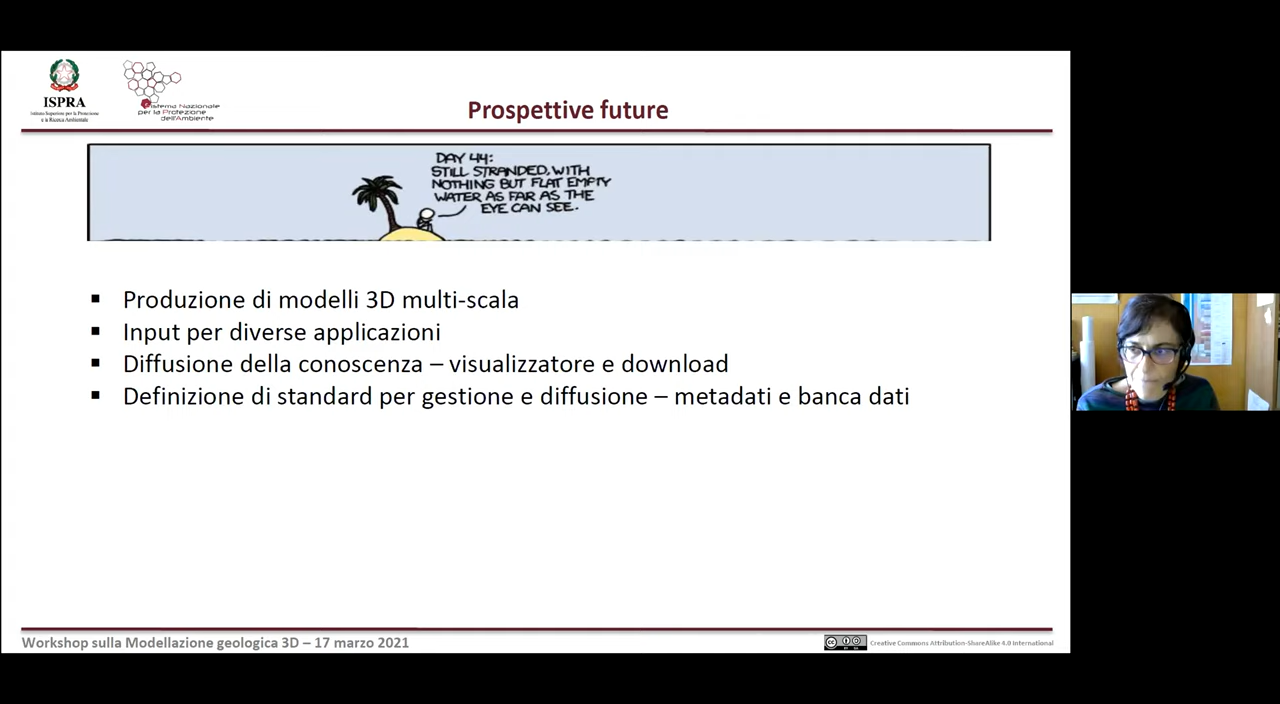 ISPRA
Istituto Superiore per la Protezione
e la Ricerca Ambientale
Sistema Nazionale
per la Protezione
dell'Ambiente
Prospettive future
DAY 44:
STILL STRANDED, WITH
NOTHING BUT FLAT EMPTY
WATER AS FAR AS THE
EYE CAN SEE.
▪ Produzione di modelli 3D multi-scala
▪ Input per diverse applicazioni
▪ Diffusione della conoscenza – visualizzatore e download
▪ Definizione di standard per gestione e diffusione – metadati e banca dati
Workshop sulla Modellazione geologica 3D – 17 marzo 2021
Creative Commons Attribution-ShareAlike 4.0 International